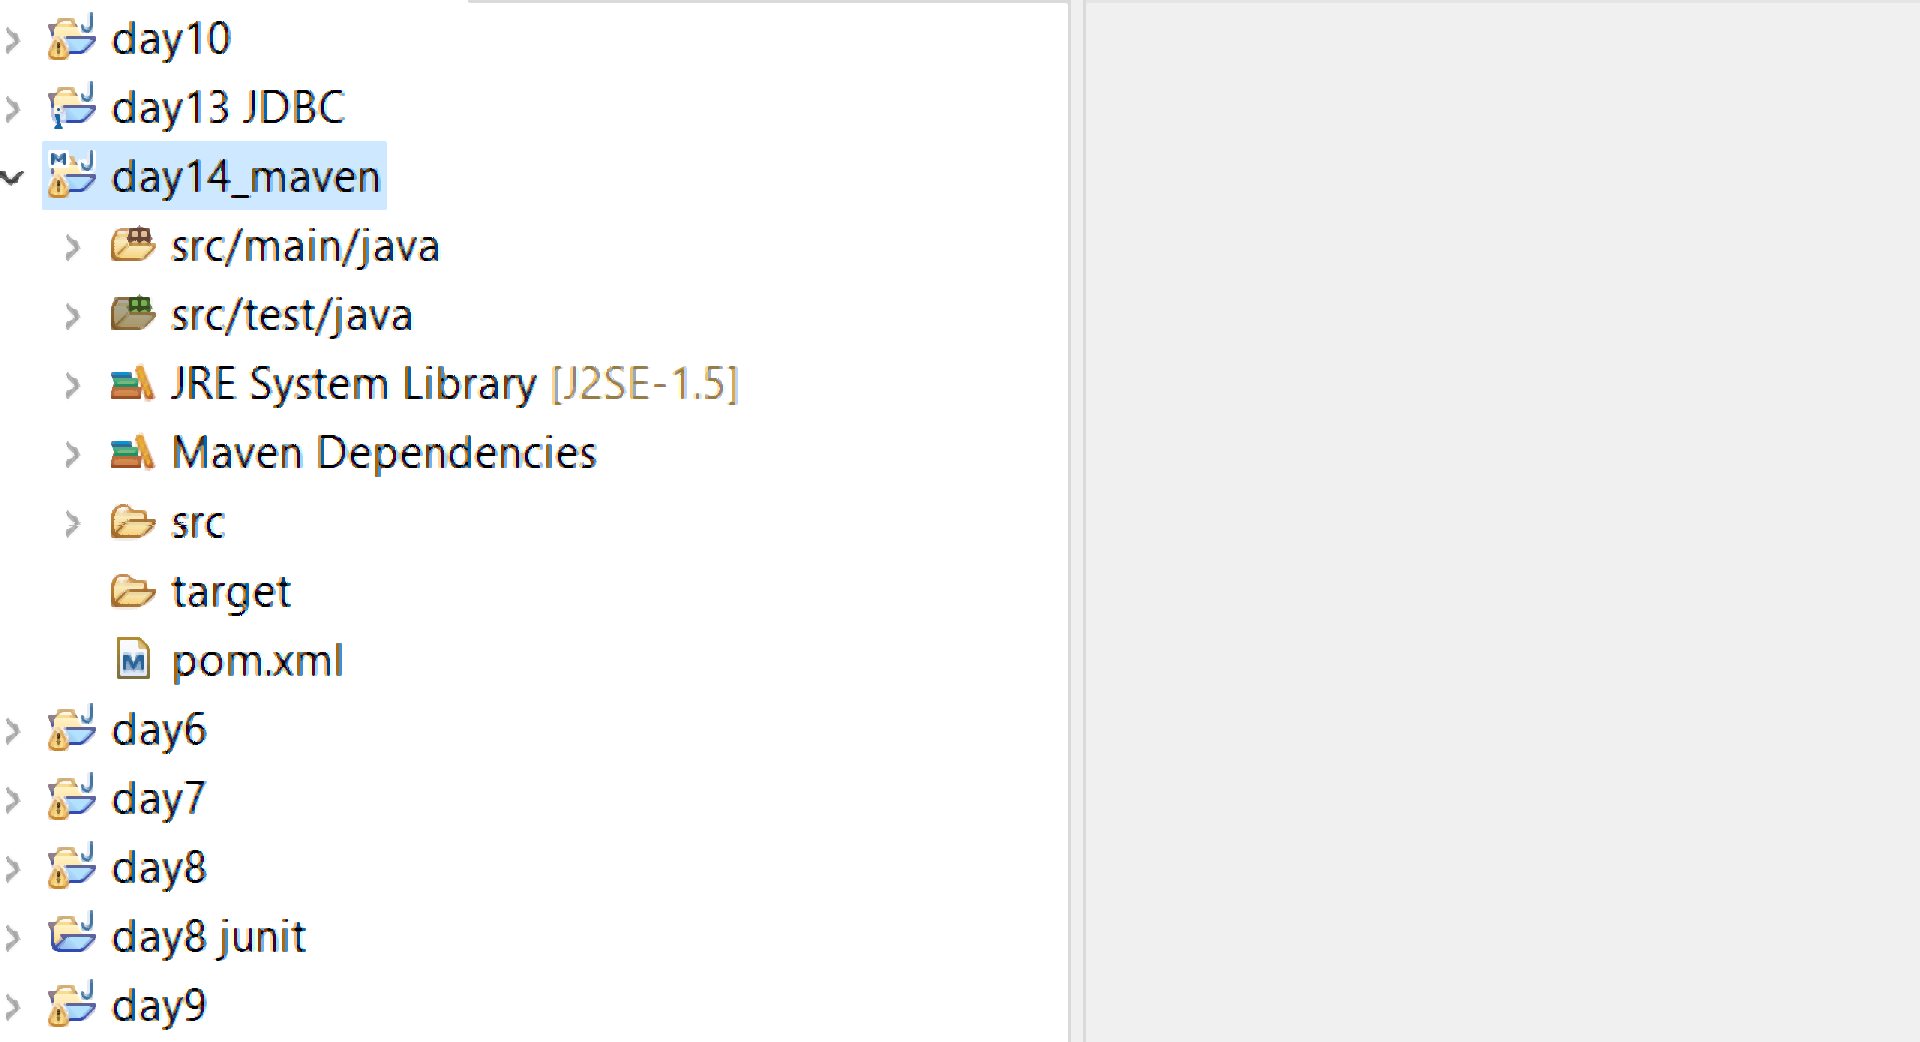 day10
day13 JDBC
day14_maven
src/main/java
src/test/java
JRE System Library [J2SE-1.5]
Maven Dependencies
src
target
pom.xml
day6
day7
day8
day8 junit
day9